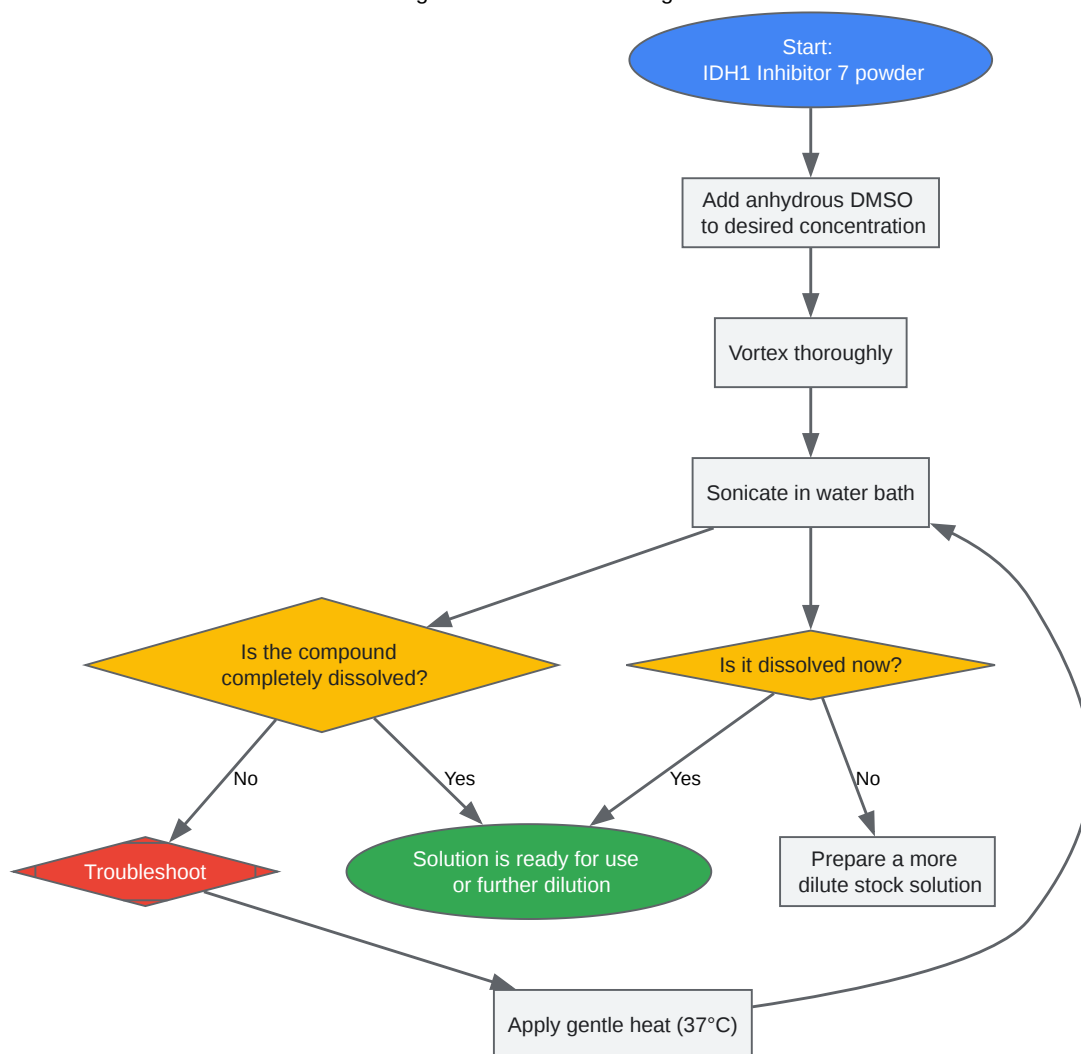 Start:
IDH1 Inhibitor 7 powder
Add anhydrous DMSO
to desired concentration
Vortex thoroughly
Sonicate in water bath
Is the compound
completely dissolved?
Is it dissolved now?
No
Yes
Yes
No
Troubleshoot
Solution is ready for use
or further dilution
Prepare a more
dilute stock solution
Apply gentle heat (37°C)